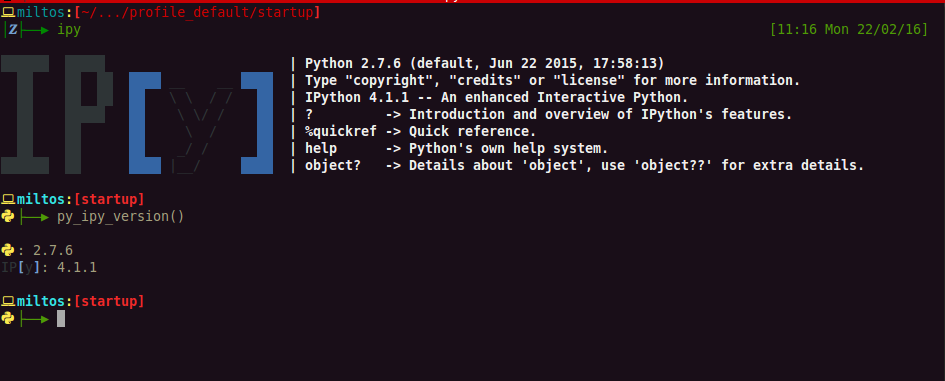 miltos:[~/.../profile_default/startup]
|Z├──▶ ipy [11:16 Mon 22/02/16]
IP[y] | Python 2.7.6 (default, Jun 22 2015, 17:58:13)
| Type "copyright", "credits" or "license" for more information.
| IPython 4.1.1 -- An enhanced Interactive Python.
| ? -> Introduction and overview of IPython's features.
| %quickref -> Quick reference.
| help -> Python's own help system.
| object? -> Details about 'object', use 'object??' for extra details.
miltos:[startup]
├──▶ py_ipy_version()
: 2.7.6
IP[y]: 4.1.1
miltos:[startup]
├──▶